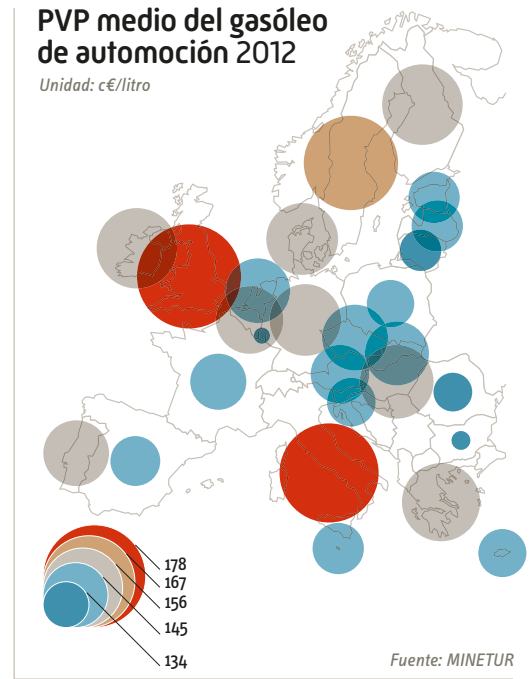 PVP medio del gasóleo
de automoción 2012
Unidad: c€/litro
178
167
156
145
134
Fuente: MINETUR